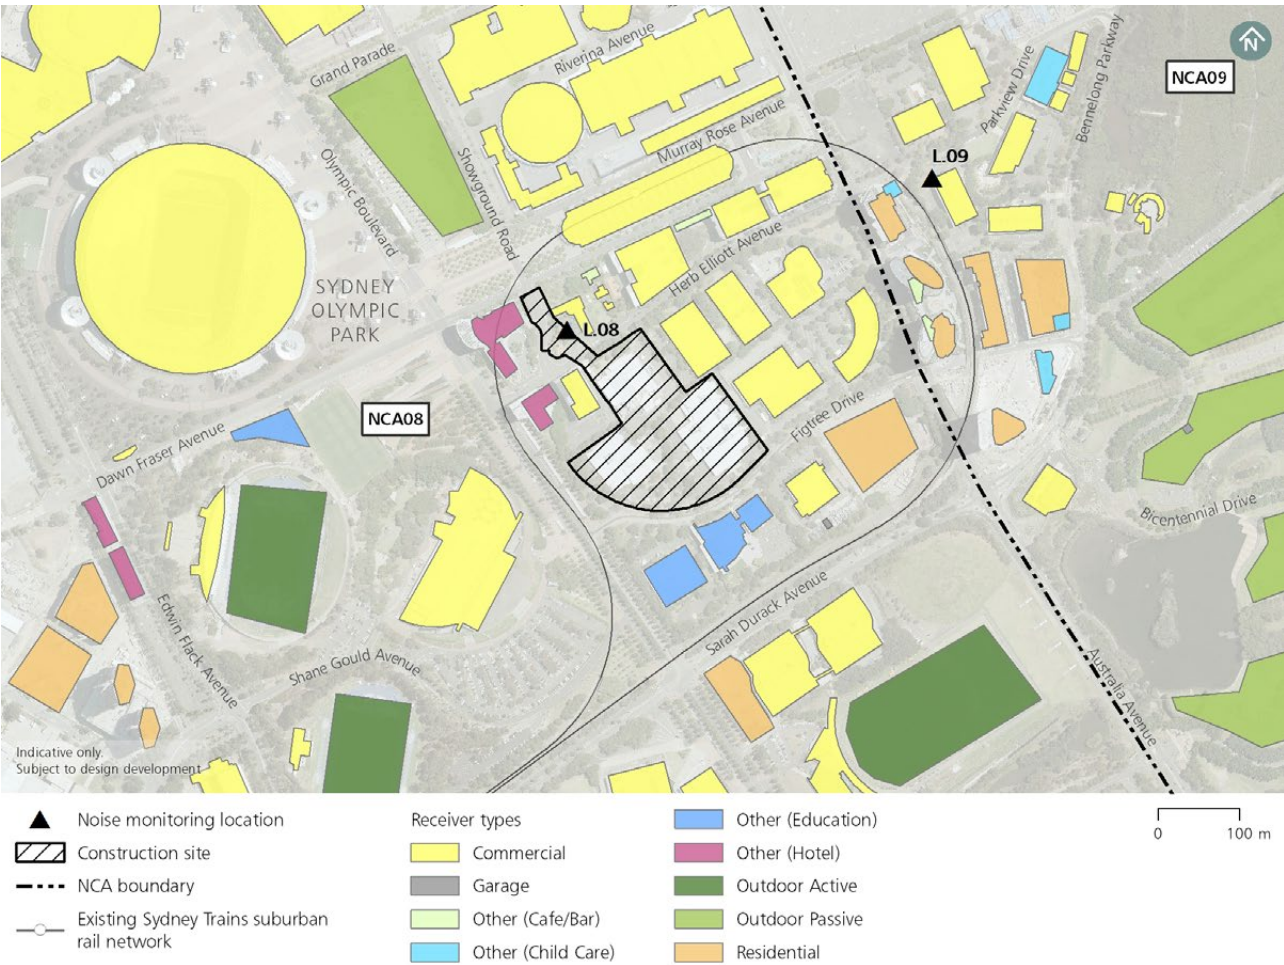 Grand Parade
Riverina Avenue
Parkview Drive
Bennelong Parkway
N
NCA09
Murray Rose Avenue
Olympic Boulevard
Showground Road
L.09
Herb Elliott Avenue
SYDNEY
OLYMPIC
PARK
L.08
NCA08
Figtree Drive
Dawn Fraser Avenue
Bicentennial Drive
Edwin Flack Avenue
Shane Gould Avenue
Sarah Durack Avenue
Australia Avenue
Indicative only.
Subject to design development
Noise monitoring location
Construction site
NCA boundary
Existing Sydney Trains suburban
rail network
Receiver types
Commercial
Garage
Other (Cafe/Bar)
Other (Child Care)
Other (Education)
Other (Hotel)
Outdoor Active
Outdoor Passive
Residential
0 100 m